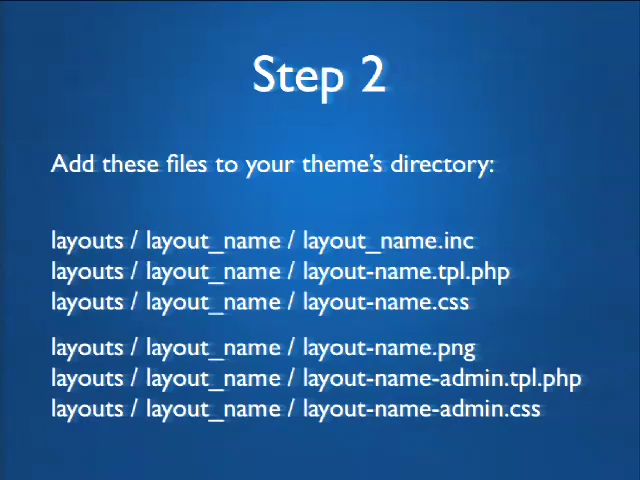 Step 2
Add these files to your theme’s directory:
layouts / layout_name / layout_name.inc
layouts / layout_name / layout-name.tpl.php
layouts / layout_name / layout-name.css
layouts / layout_name / layout-name.png
layouts / layout_name / layout-name-admin.tpl.php
layouts / layout_name / layout-name-admin.css